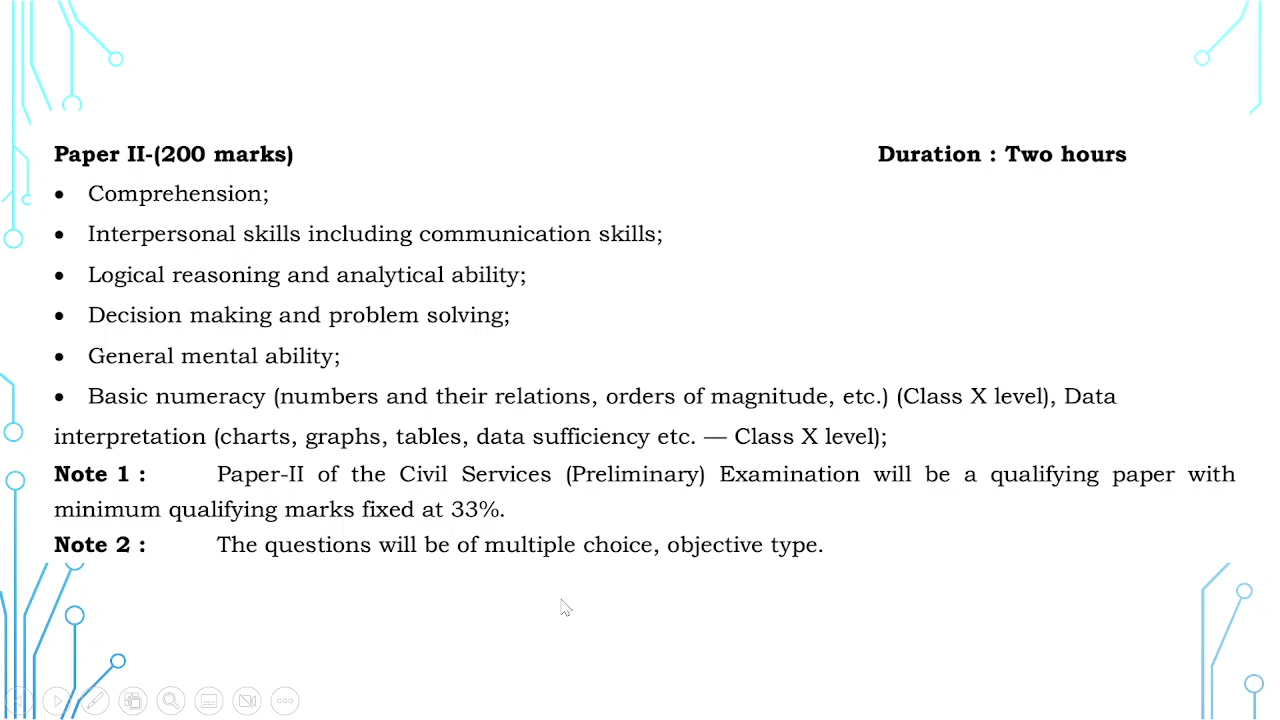 Paper II-(200 marks) Duration : Two hours
• Comprehension;
• Interpersonal skills including communication skills;
• Logical reasoning and analytical ability;
• Decision making and problem solving;
• General mental ability;
• Basic numeracy (numbers and their relations, orders of magnitude, etc.) (Class X level), Data
interpretation (charts, graphs, tables, data sufficiency etc. — Class X level);
Note 1 : Paper-II of the Civil Services (Preliminary) Examination will be a qualifying paper with
minimum qualifying marks fixed at 33%.
Note 2 : The questions will be of multiple choice, objective type.